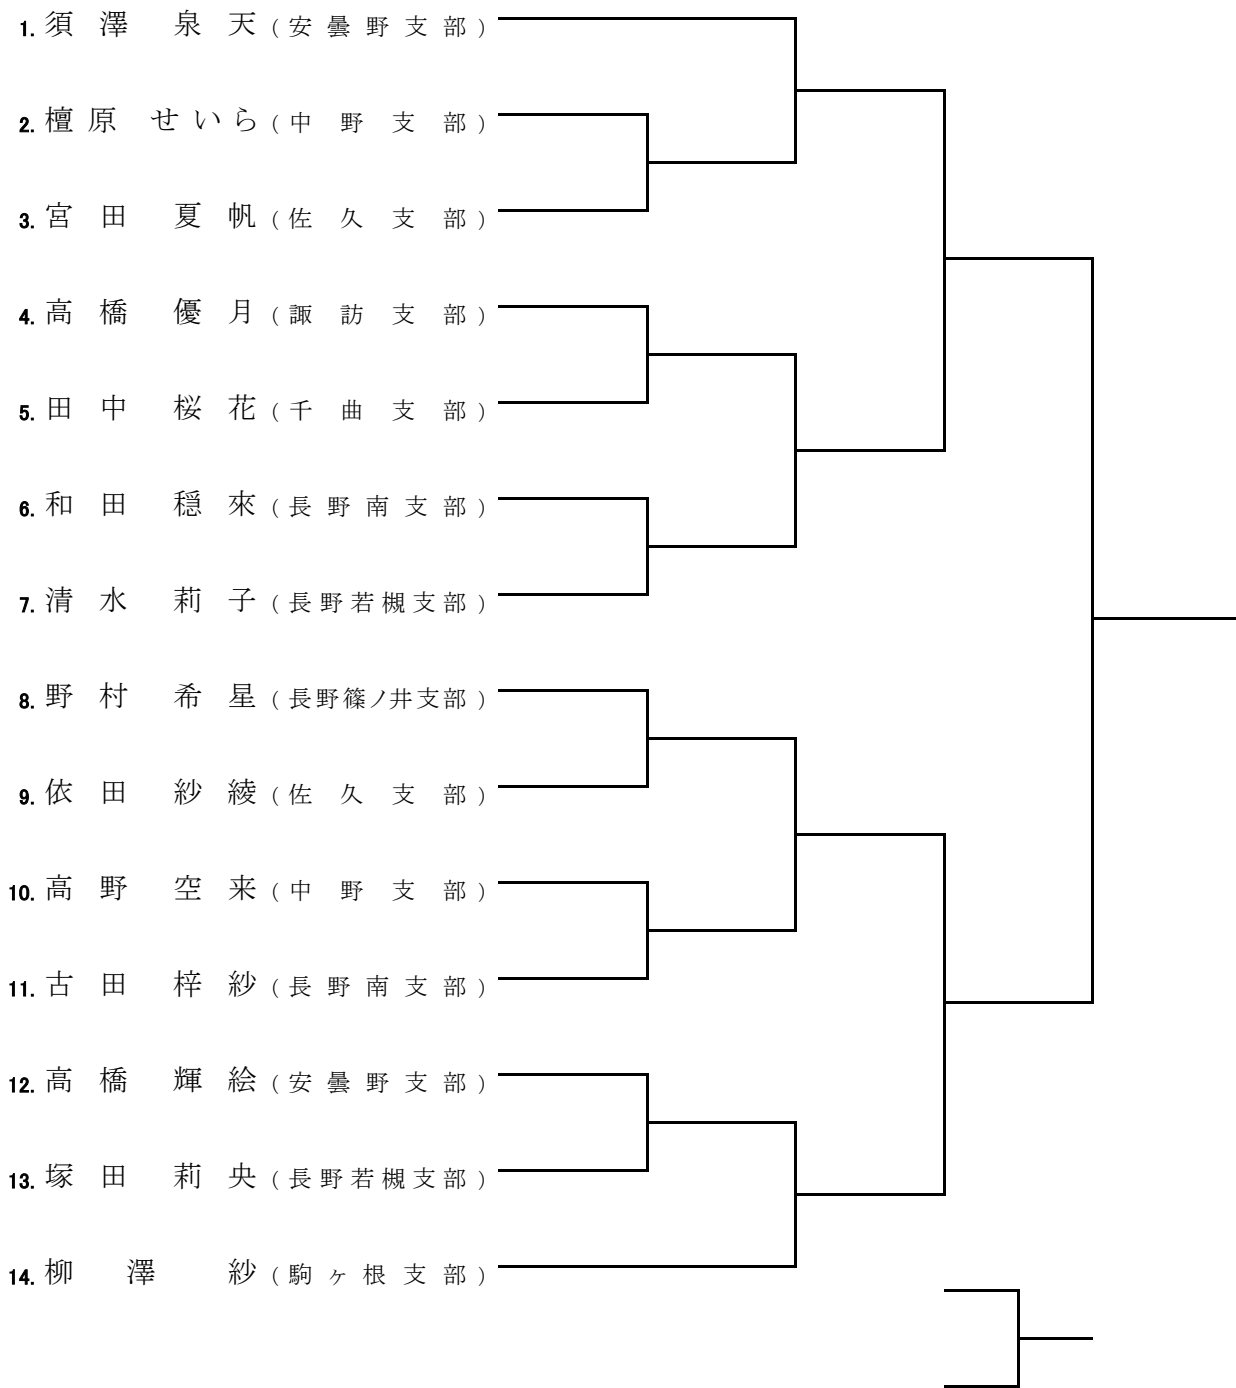 1. 須澤 泉天 (安曇野支部)
2. 檀原 せいら (中野支部)
3. 宮田 夏帆 (佐久支部)
4. 高橋 優月 (諏訪支部)
5. 田中 桜花 (千曲支部)
6. 和田 穏來 (長野南支部)
7. 清水 莉子 (長野若槻支部)
8. 野村 希星 (長野篠ノ井支部)
9. 依田 紗綾 (佐久支部)
10. 高野 空来 (中野支部)
11. 古田 梓紗 (長野南支部)
12. 高橋 輝絵 (安曇野支部)
13. 塚田 莉央 (長野若槻支部)
14. 柳澤 紗 (駒ヶ根支部)